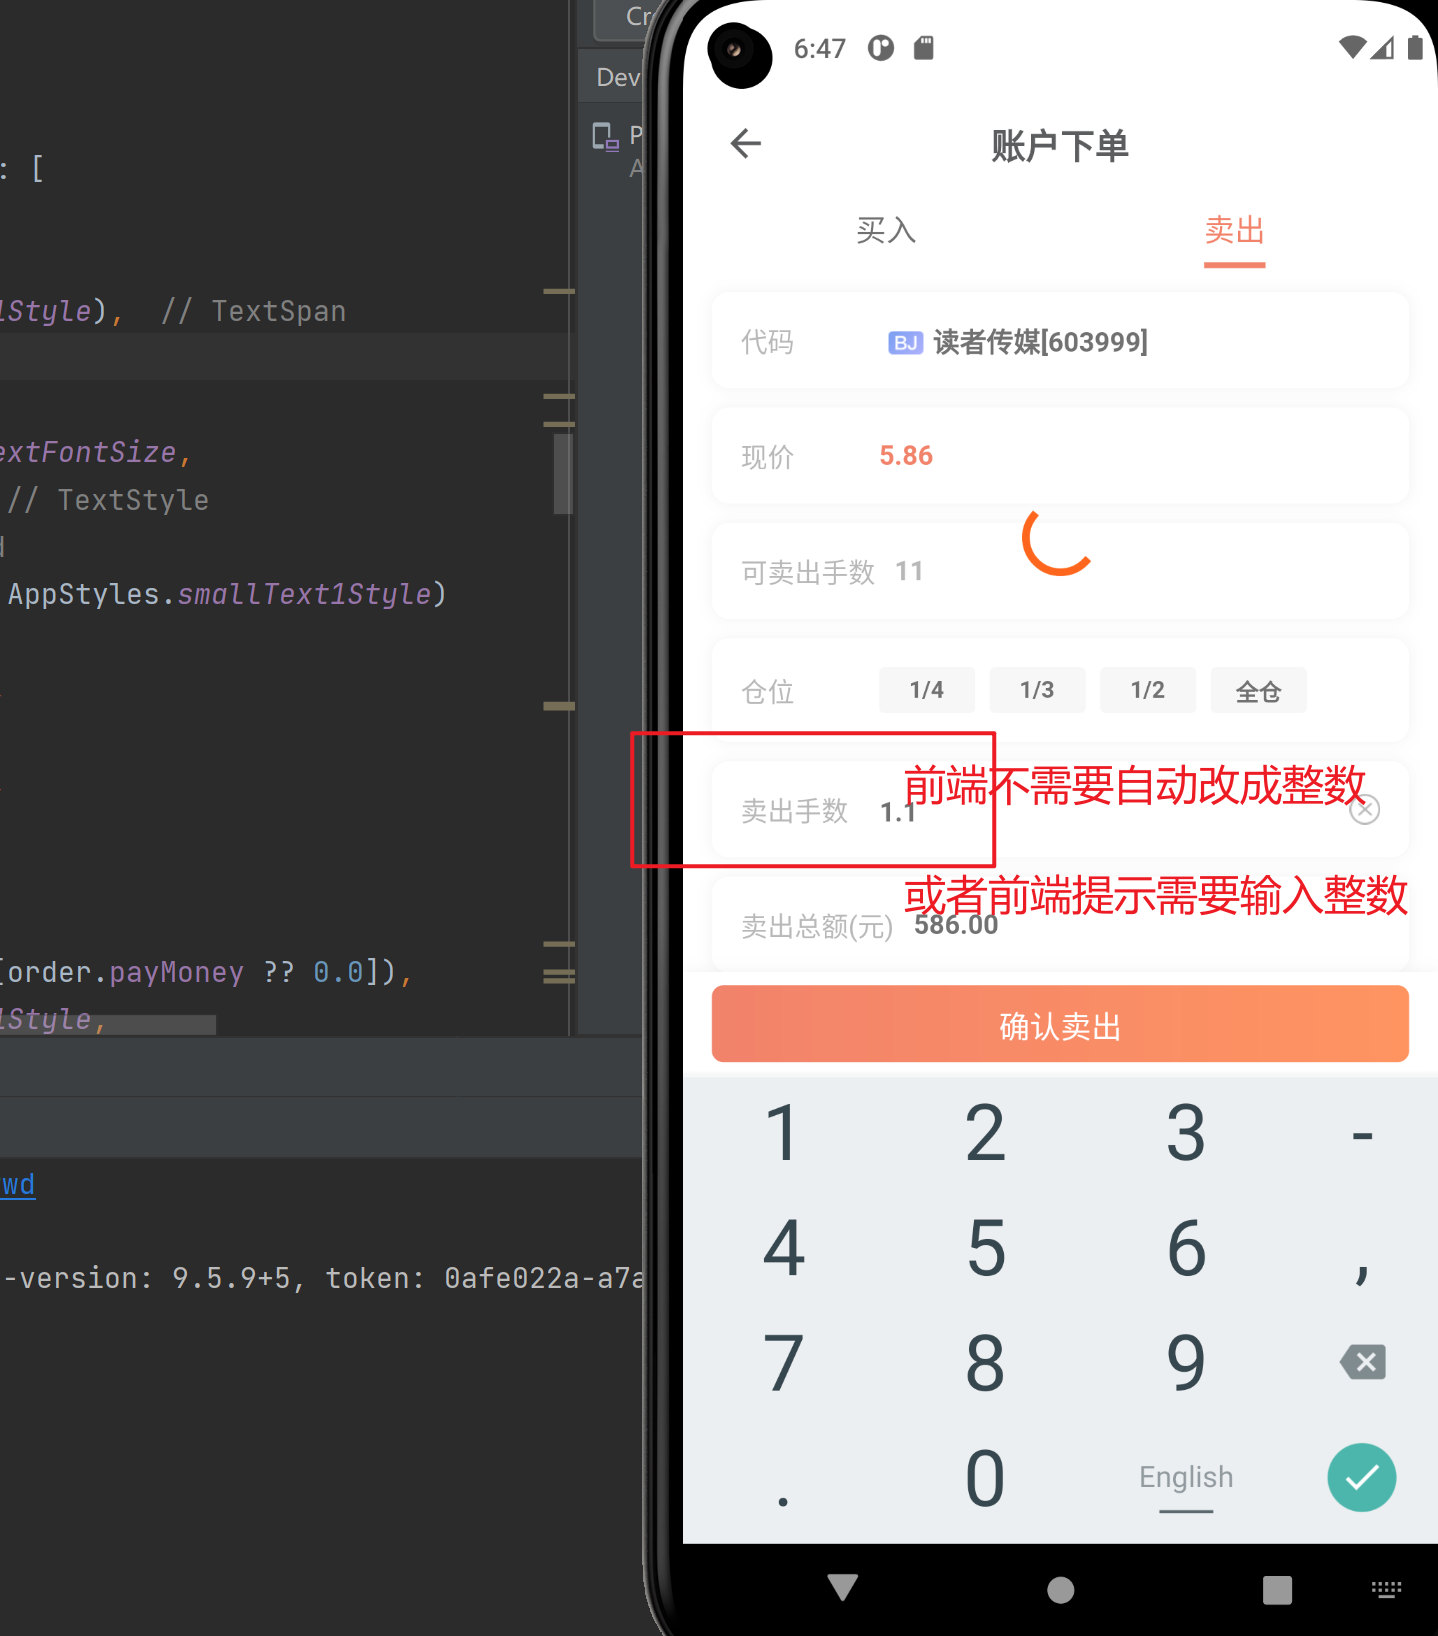 Cr
6:47
Dev
P
: [
A
账户下单
买入
卖出
lStyle), // TextSpan
代码
BJ 读者传媒[603999]
extFontSize,
现价
5.86
// TextStyle
d
可卖出手数
11
AppStyles.smallText1Style)
仓位
1/4
1/3
1/2
全仓
前端不需要自动改成整数
卖出手数
1.1
或者前端提示需要输入整数
卖出总额(元)
586.00
[order.payMoney ?? 0.0]),
lStyle,
确认卖出
1 2 3 -
wd
4 5 6 ,
-version: 9.5.9+5, token: 0afe022a-a7a
7 8 9
. 0 English